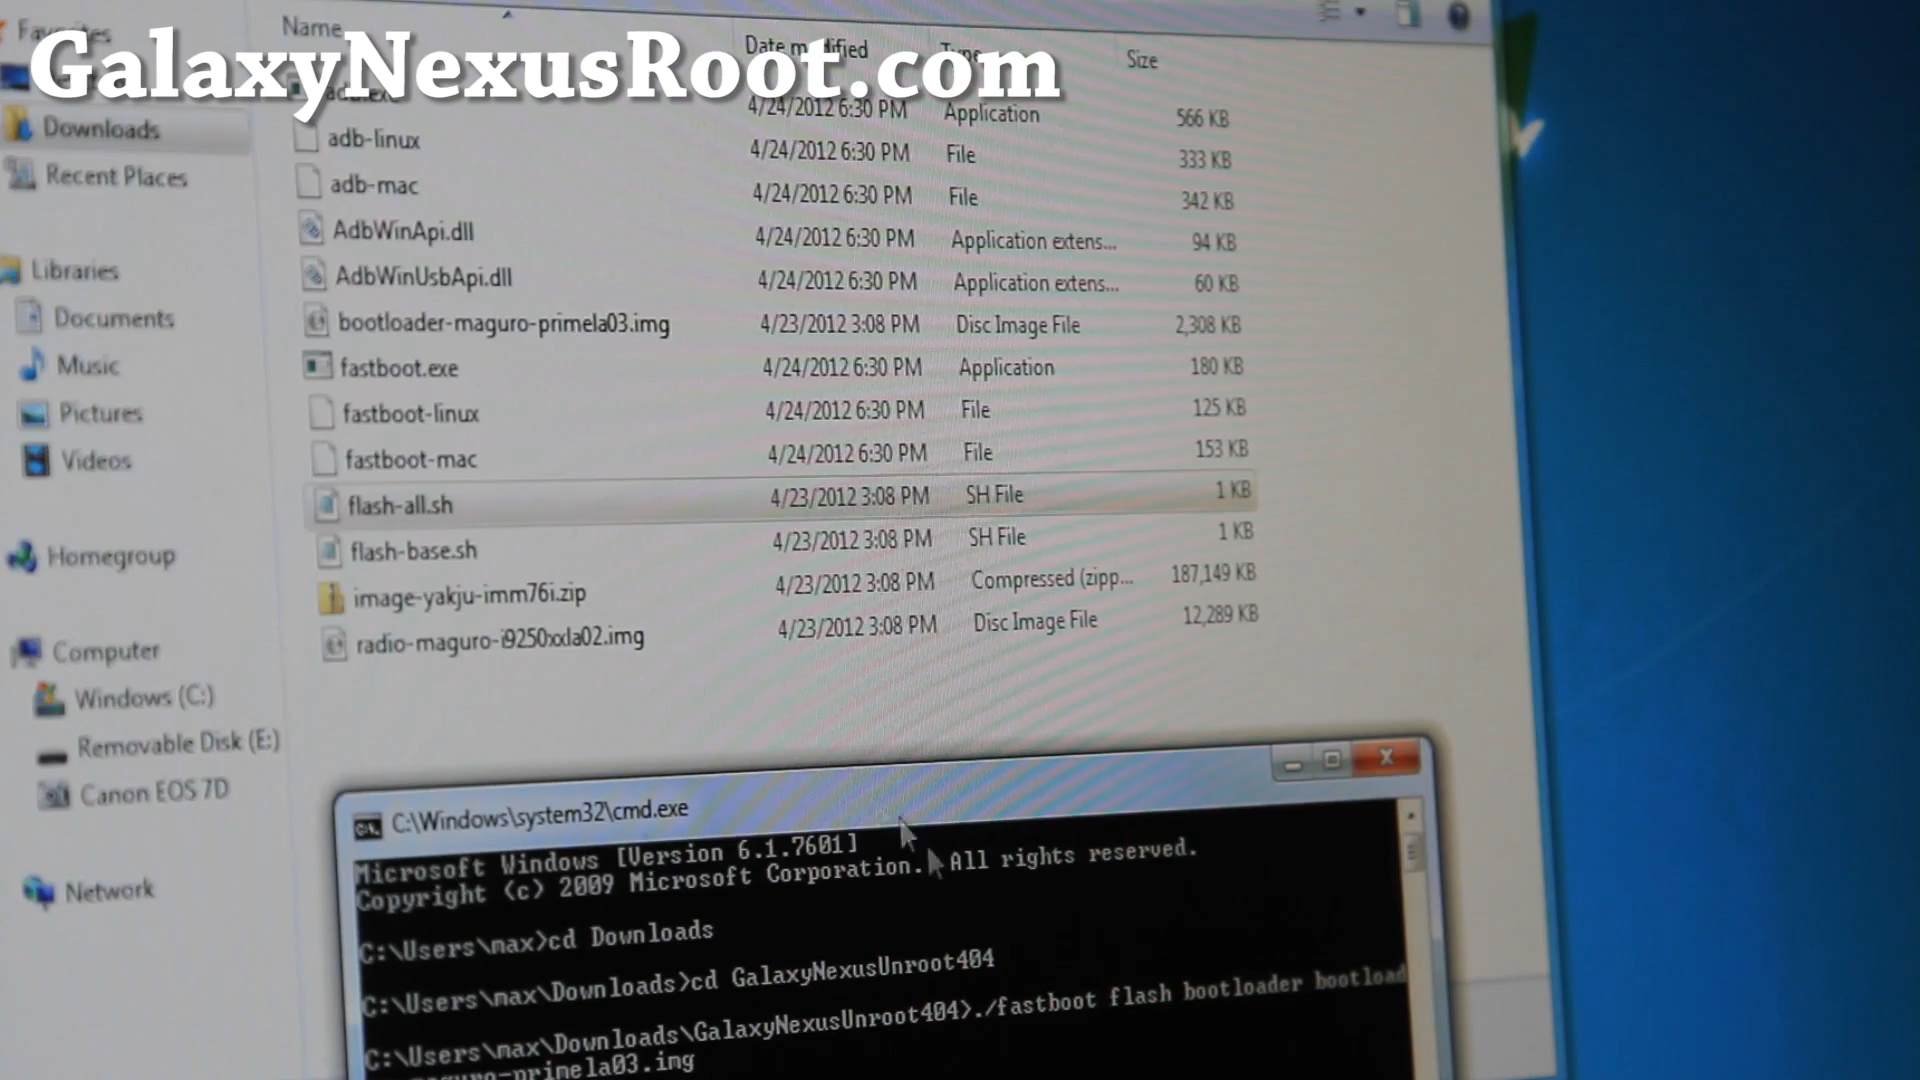 GalaxyNexusRoot.com
Favorites
Name
Date modified
Type
Size
Downloads
Recent Places
Libraries
Documents
Music
Pictures
Videos
Homegroup
Computer
Windows (C:)
Removable Disk (E:)
Canon EOS 7D
Network
adb.exe 4/24/2012 6:30 PM Application 566 KB
adb-linux 4/24/2012 6:30 PM File 333 KB
adb-mac 4/24/2012 6:30 PM File 342 KB
AdbWinApi.dll 4/24/2012 6:30 PM Application extens... 94 KB
AdbWinUsbApi.dll 4/24/2012 6:30 PM Application extens... 60 KB
bootloader-maguro-primela03.img 4/23/2012 3:08 PM Disc Image File 2,308 KB
fastboot.exe 4/24/2012 6:30 PM Application 180 KB
fastboot-linux 4/24/2012 6:30 PM File 125 KB
fastboot-mac 4/24/2012 6:30 PM File 153 KB
flash-all.sh 4/23/2012 3:08 PM SH File 1 KB
flash-base.sh 4/23/2012 3:08 PM SH File 1 KB
image-yakju-imm76i.zip 4/23/2012 3:08 PM Compressed (zipp... 187,149 KB
radio-maguro-i9250xxla02.img 4/23/2012 3:08 PM Disc Image File 12,289 KB
C:\Windows\system32\cmd.exe
Microsoft Windows [Version 6.1.7601]
Copyright (c) 2009 Microsoft Corporation. All rights reserved.
C:\Users\max>cd Downloads
C:\Users\max\Downloads>cd GalaxyNexusUnroot404
C:\Users\max\Downloads\GalaxyNexusUnroot404>./fastboot flash bootloader bootload
maguro-primela03.img